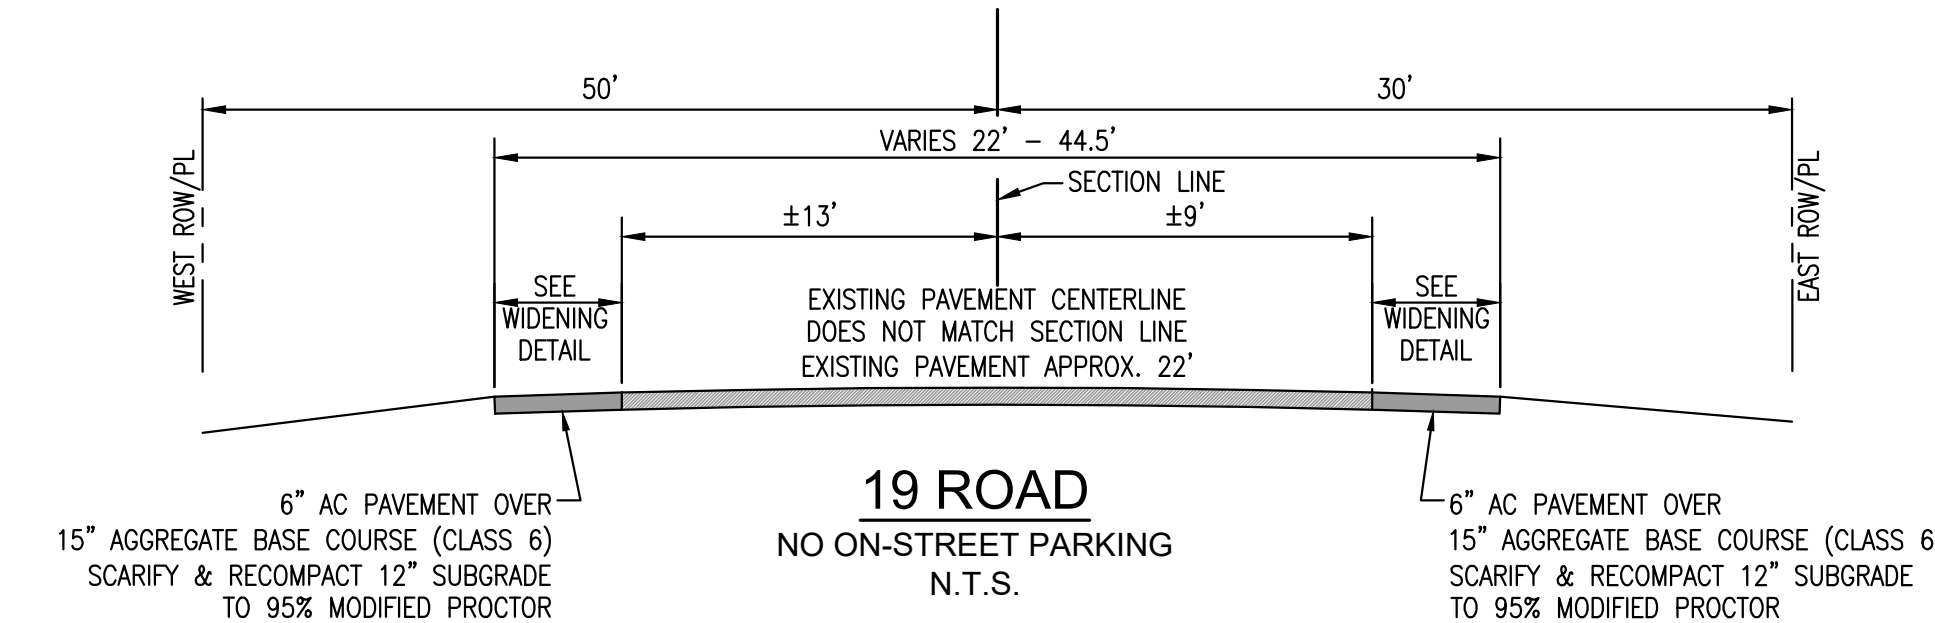 50’
30’
VARIES 22’ – 44.5’
SECTION LINE
±13’
±9’
WEST ROW/PL
EAST ROW/PL
SEE
WIDENING
DETAIL
EXISTING PAVEMENT CENTERLINE
DOES NOT MATCH SECTION LINE
EXISTING PAVEMENT APPROX. 22’
SEE
WIDENING
DETAIL
6” AC PAVEMENT OVER
15” AGGREGATE BASE COURSE (CLASS 6)
SCARIFY & RECOMPACT 12” SUBGRADE
TO 95% MODIFIED PROCTOR
19 ROAD
NO ON-STREET PARKING
N.T.S.
6” AC PAVEMENT OVER
15” AGGREGATE BASE COURSE (CLASS 6
SCARIFY & RECOMPACT 12” SUBGRADE
TO 95% MODIFIED PROCTOR